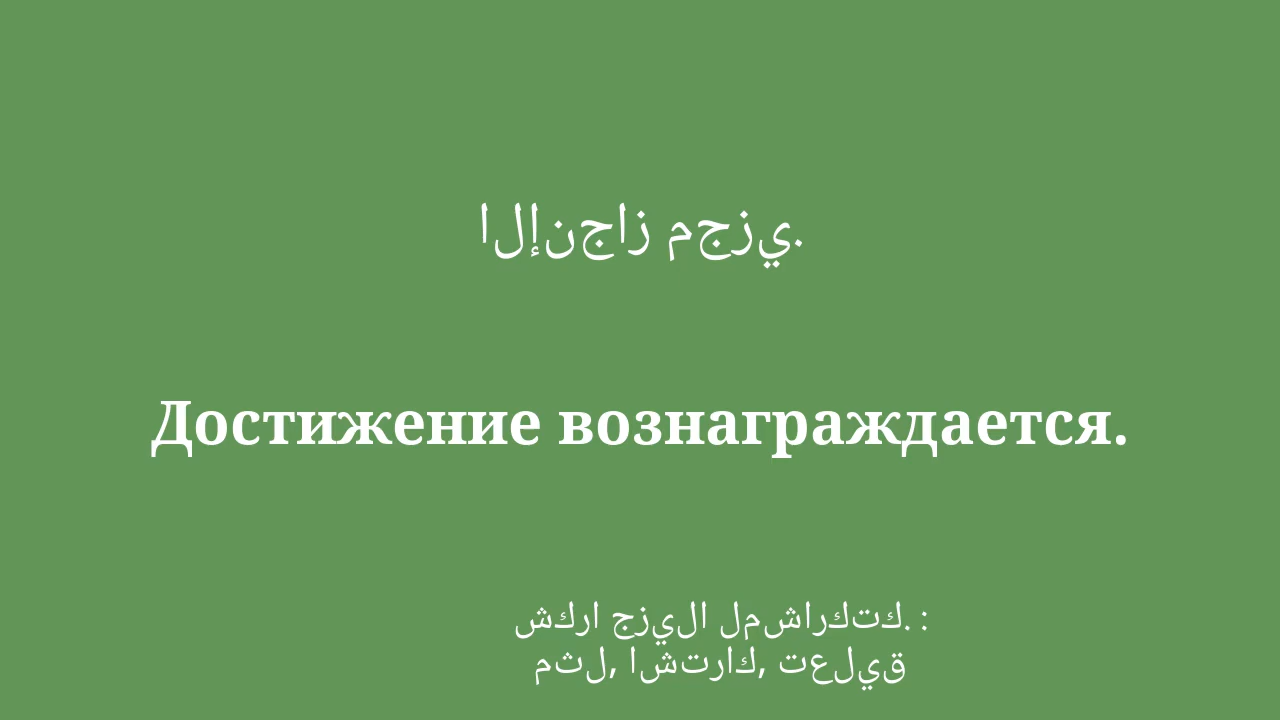 الإنجاز مجزي.
Достижение вознаграждается.
شكرا جزيلا لمشاركتك. :
مثل, اشتراك, تعليق